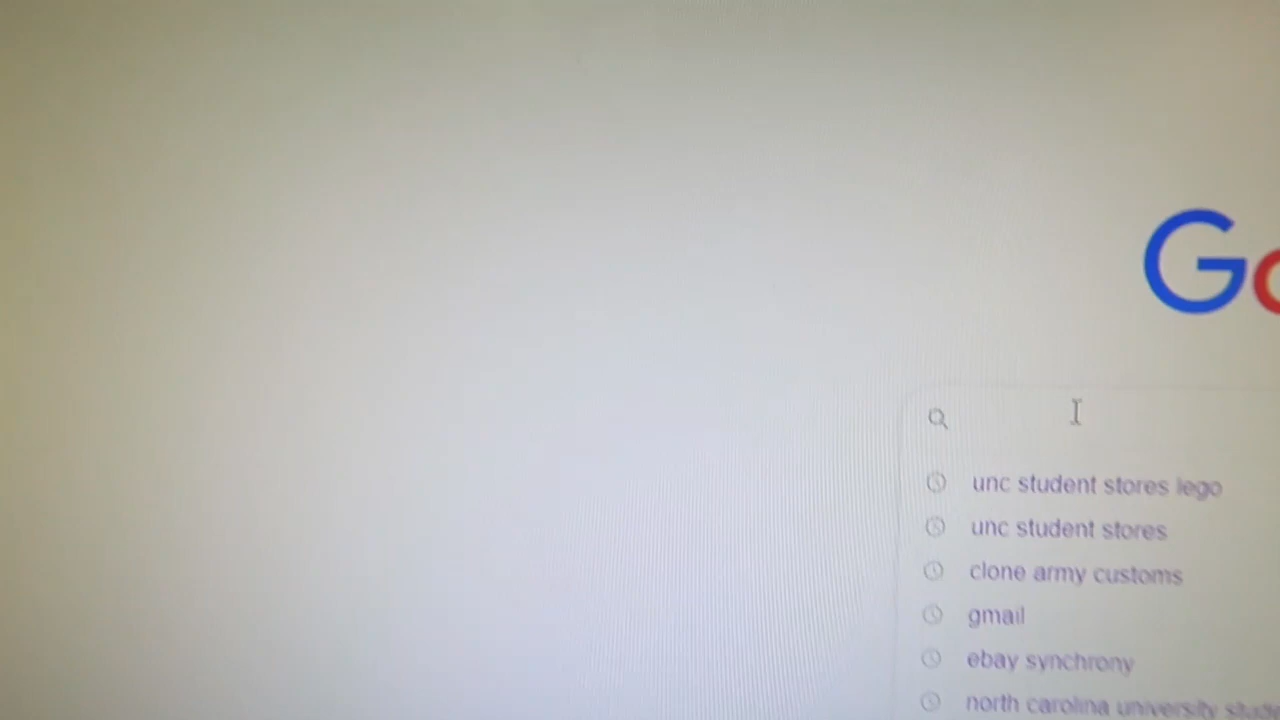 Go
unc student stores lego
unc student stores
clone army customs
gmail
ebay synchrony
north carolina university